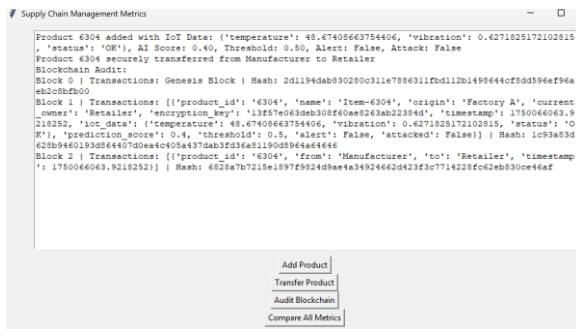 Supply Chain Management Metrics
Product 6304 added with IoT Data: {'temperature': 48.67408663754406, 'vibration': 0.6271825172102815
, 'status': 'OK'}, AI Score: 0.40, Threshold: 0.50, Alert: False, Attack: False
Product 6304 securely transferred from Manufacturer to Retailer
Blockchain Audit:
Block 0 | Transactions: Genesis Block | Hash: 2d1194dab830280c311e7886311fbd112b1498644cf8dd596ef96a
eb2c8bfb00
Block 1 | Transactions: [{'product_id': '6304', 'name': 'Item-6304', 'origin': 'Factory A', 'current
_owner': 'Retailer', 'encryption_key': '13f57e063deb308f60ae8263ab22384d', 'timestamp': 1750066063.9
218252, 'iot_data': {'temperature': 48.67408663754406, 'vibration': 0.6271825172102815, 'status': 'O
K'}, 'prediction_score': 0.4, 'threshold': 0.5, 'alert': False, 'attacked': False}] | Hash: 1c93a83d
628b9460193d864407d0ea4c405a437dab3fd36a81190d8964a64646
Block 2 | Transactions: [{'product_id': '6304', 'from': 'Manufacturer', 'to': 'Retailer', 'timestamp
': 1750066063.9218252}] | Hash: 6828a7b7215e1897f9824d9ae4a34924662d423f3c7714228fc62eb830ce46af
Add Product
Transfer Product
Audit Blockchain
Compare All Metrics